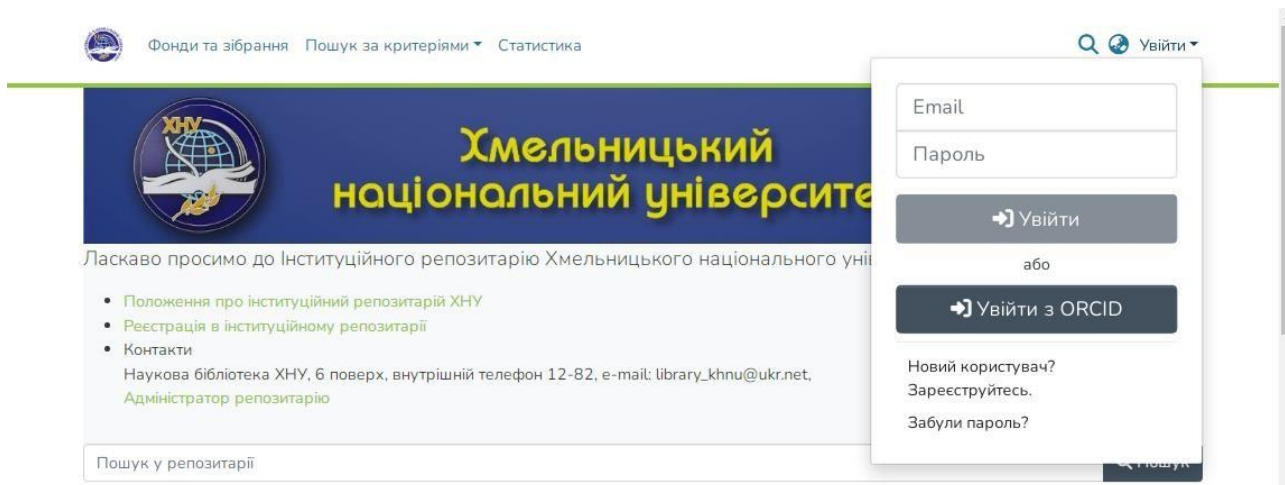 Фонди та зібрання Пошук за критеріями Статистика
Увійти
ХНУ
Хмельницький
національний університе
Ласкаво просимо до Інституційного репозитарію Хмельницького національного уні
Положення про інституційний репозитарій ХНУ
Реєстрація в інституційному репозитарії
Контакти
Наукова бібліотека ХНУ, 6 поверх, внутрішній телефон 12-82, e-mail: library_khnu@ukr.net,
Адміністратор репозитарію
Пошук у репозитарії
Пошук
Email
Пароль
Увійти
або
Увійти з ORCID
Новий користувач?
Зареєструйтесь.
Забули пароль?